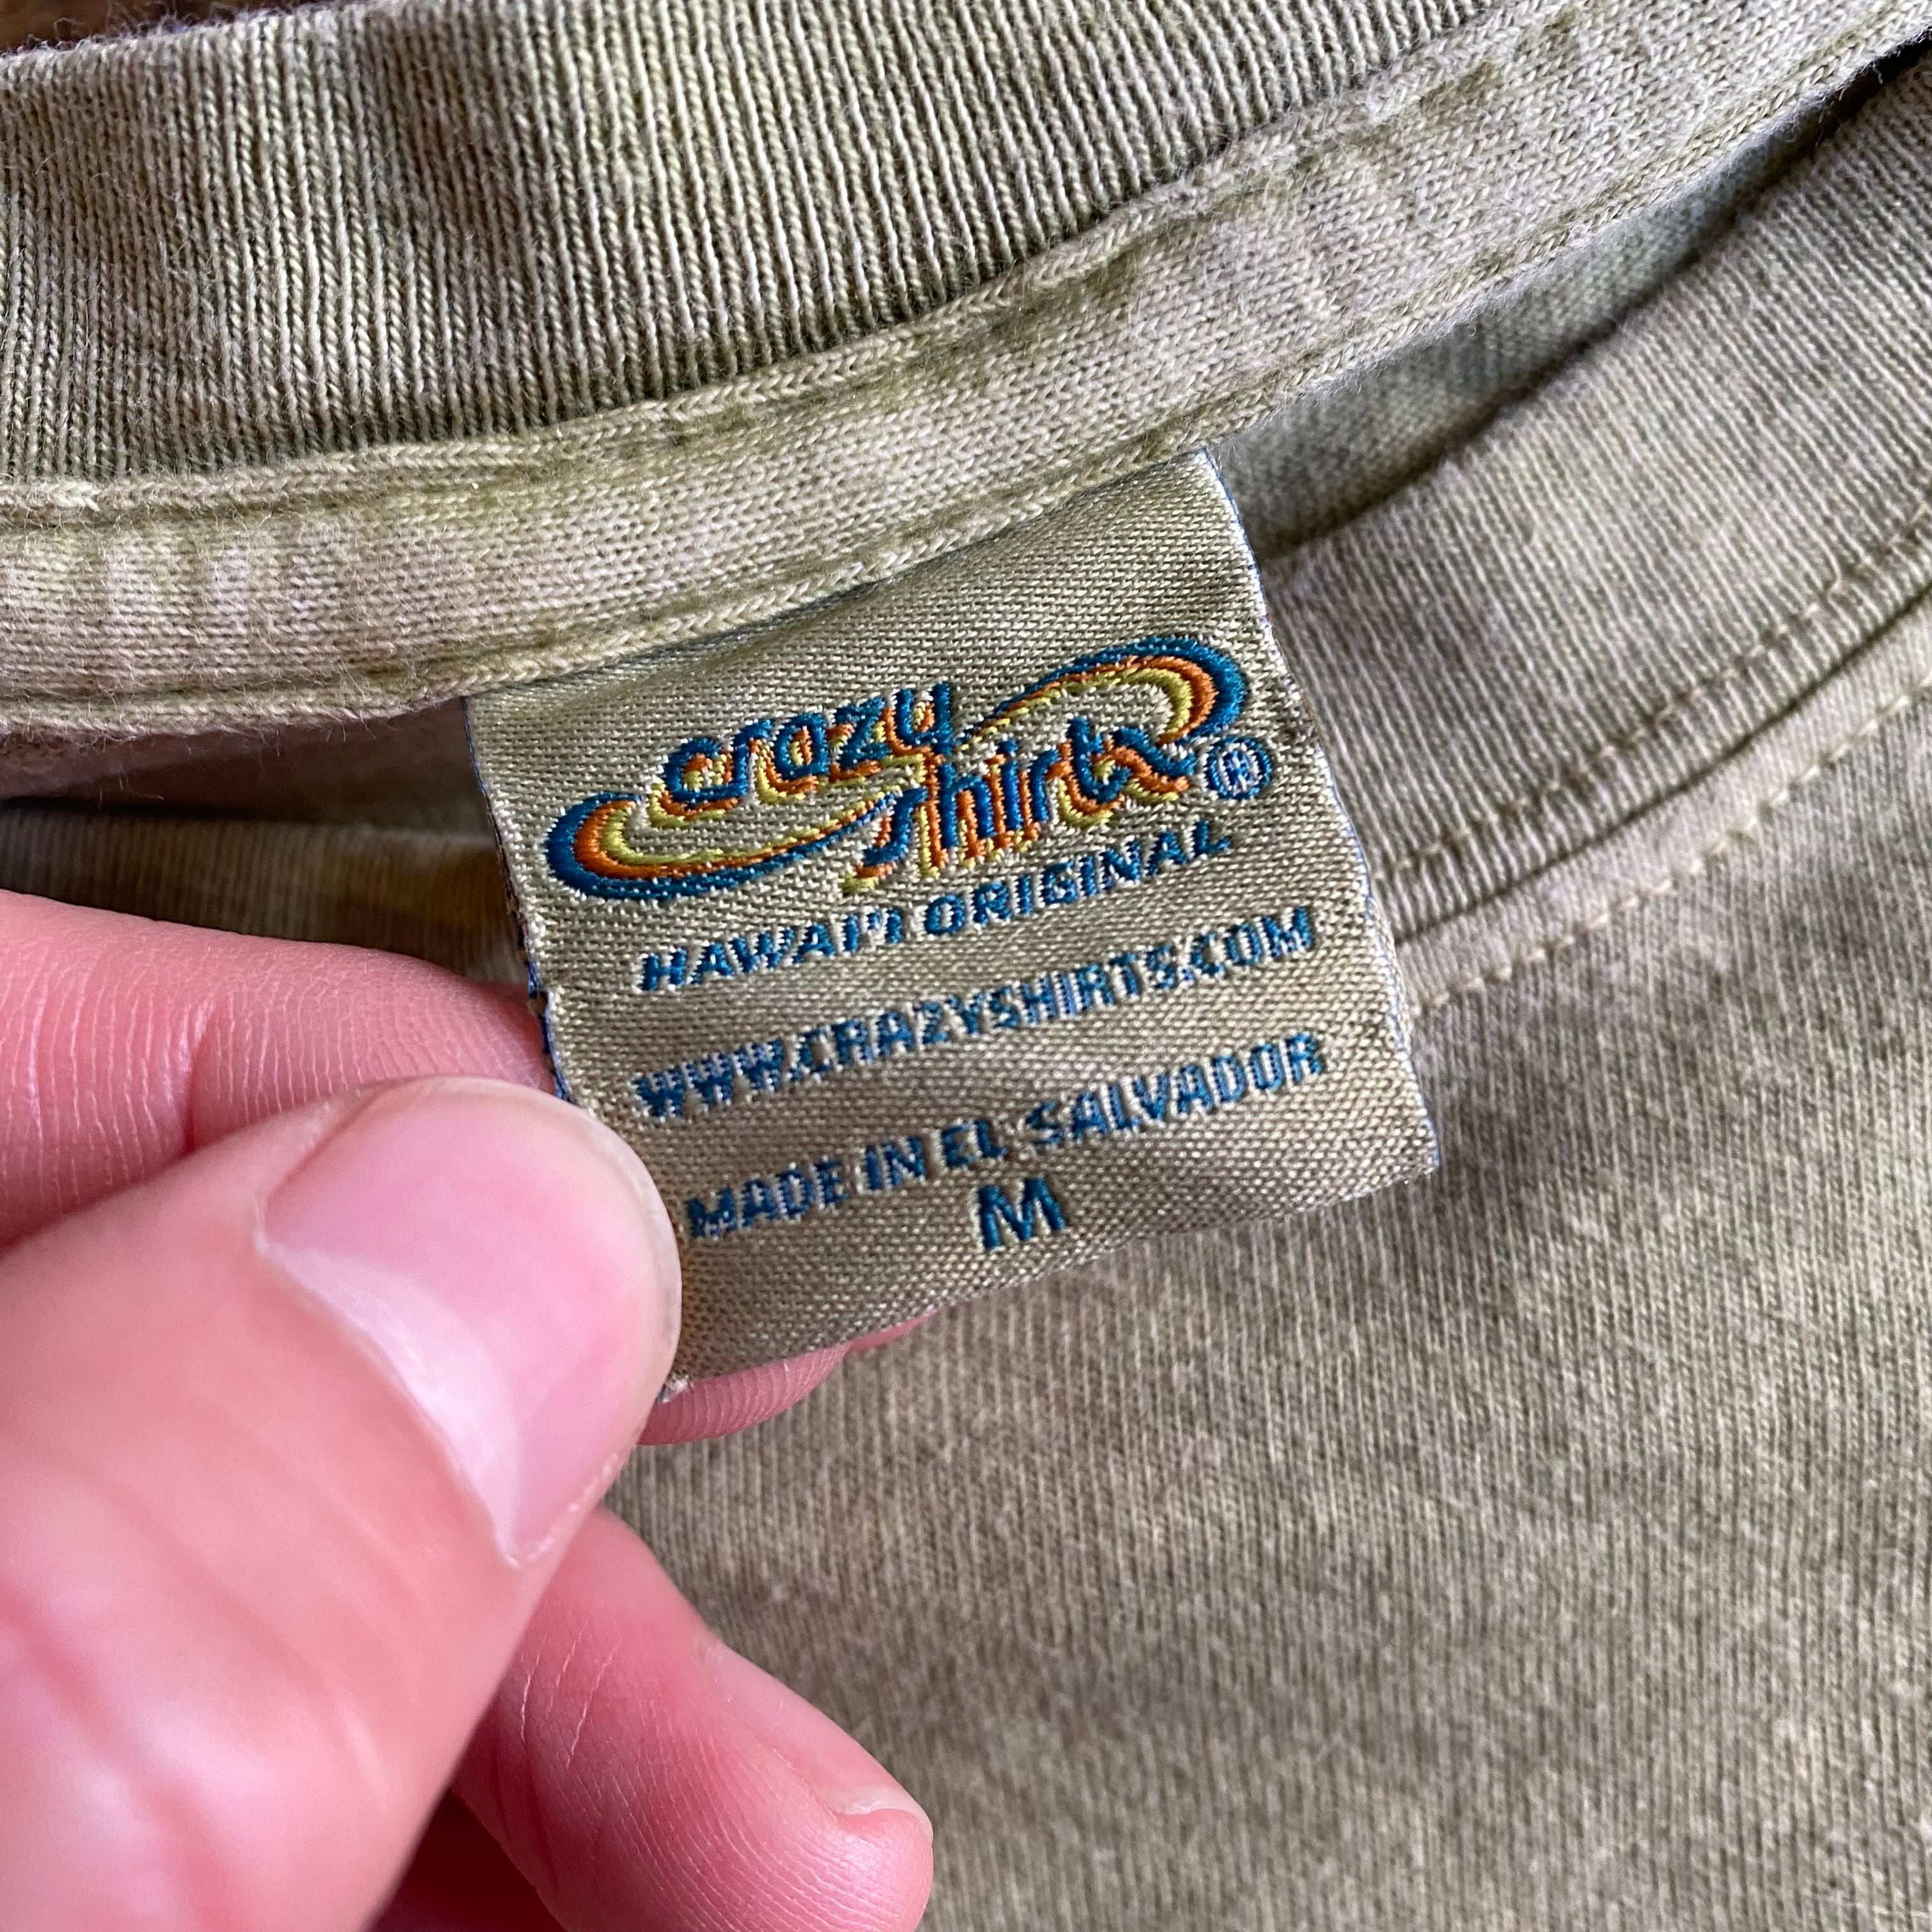 crazy
shirts®
HAWAI'I ORIGINAL
WWW.CRAZYSHIRTS.COM
MADE IN EL SALVADOR
M